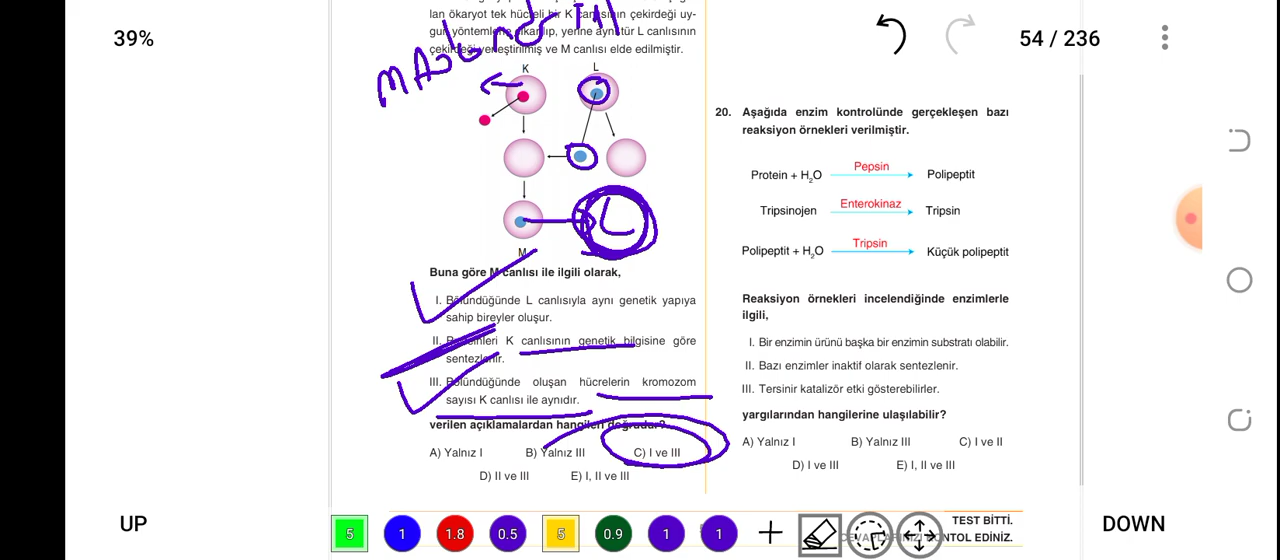 39%
54 / 236
lan ökaryot tek hücreli bir K canlısının çekirdeği uy-
gun yöntemlerle çıkarılıp, yerine aynı tür L canlısının
çekirdeği yerleştirilmiş ve M canlısı elde edilmiştir.
K
L
M
Buna göre M canlısı ile ilgili olarak,
I. Bölündüğünde L canlısıyla aynı genetik yapıya
sahip bireyler oluşur.
II. Proteinleri K canlısının genetik bilgisine göre
sentezlenir.
III. Bölündüğünde oluşan hücrelerin kromozom
sayısı K canlısı ile aynıdır.
verilen açıklamalardan hangileri doğrudur?
A) Yalnız I
B) Yalnız III
C) I ve III
D) II ve III
E) I, II ve III
L
20. Aşağıda enzim kontrolünde gerçekleşen bazı
reaksiyon örnekleri verilmiştir.
Protein + H2O Pepsin Polipeptit
Tripsinojen Enterokinaz Tripsin
Polipeptit + H2O Tripsin Küçük polipeptit
Reaksiyon örnekleri incelendiğinde enzimlerle
ilgili,
I. Bir enzimin ürünü başka bir enzimin substratı olabilir.
II. Bazı enzimler inaktif olarak sentezlenir.
III. Tersinir katalizör etki gösterebilirler.
yargılarından hangilerine ulaşılabilir?
A) Yalnız I
B) Yalnız III
C) I ve II
D) I ve III
E) I, II ve III
UP
5
1
1.8
0.5
5
0.9
1
1
TEST BİTTİ.
EDİNİZ.
DOWN